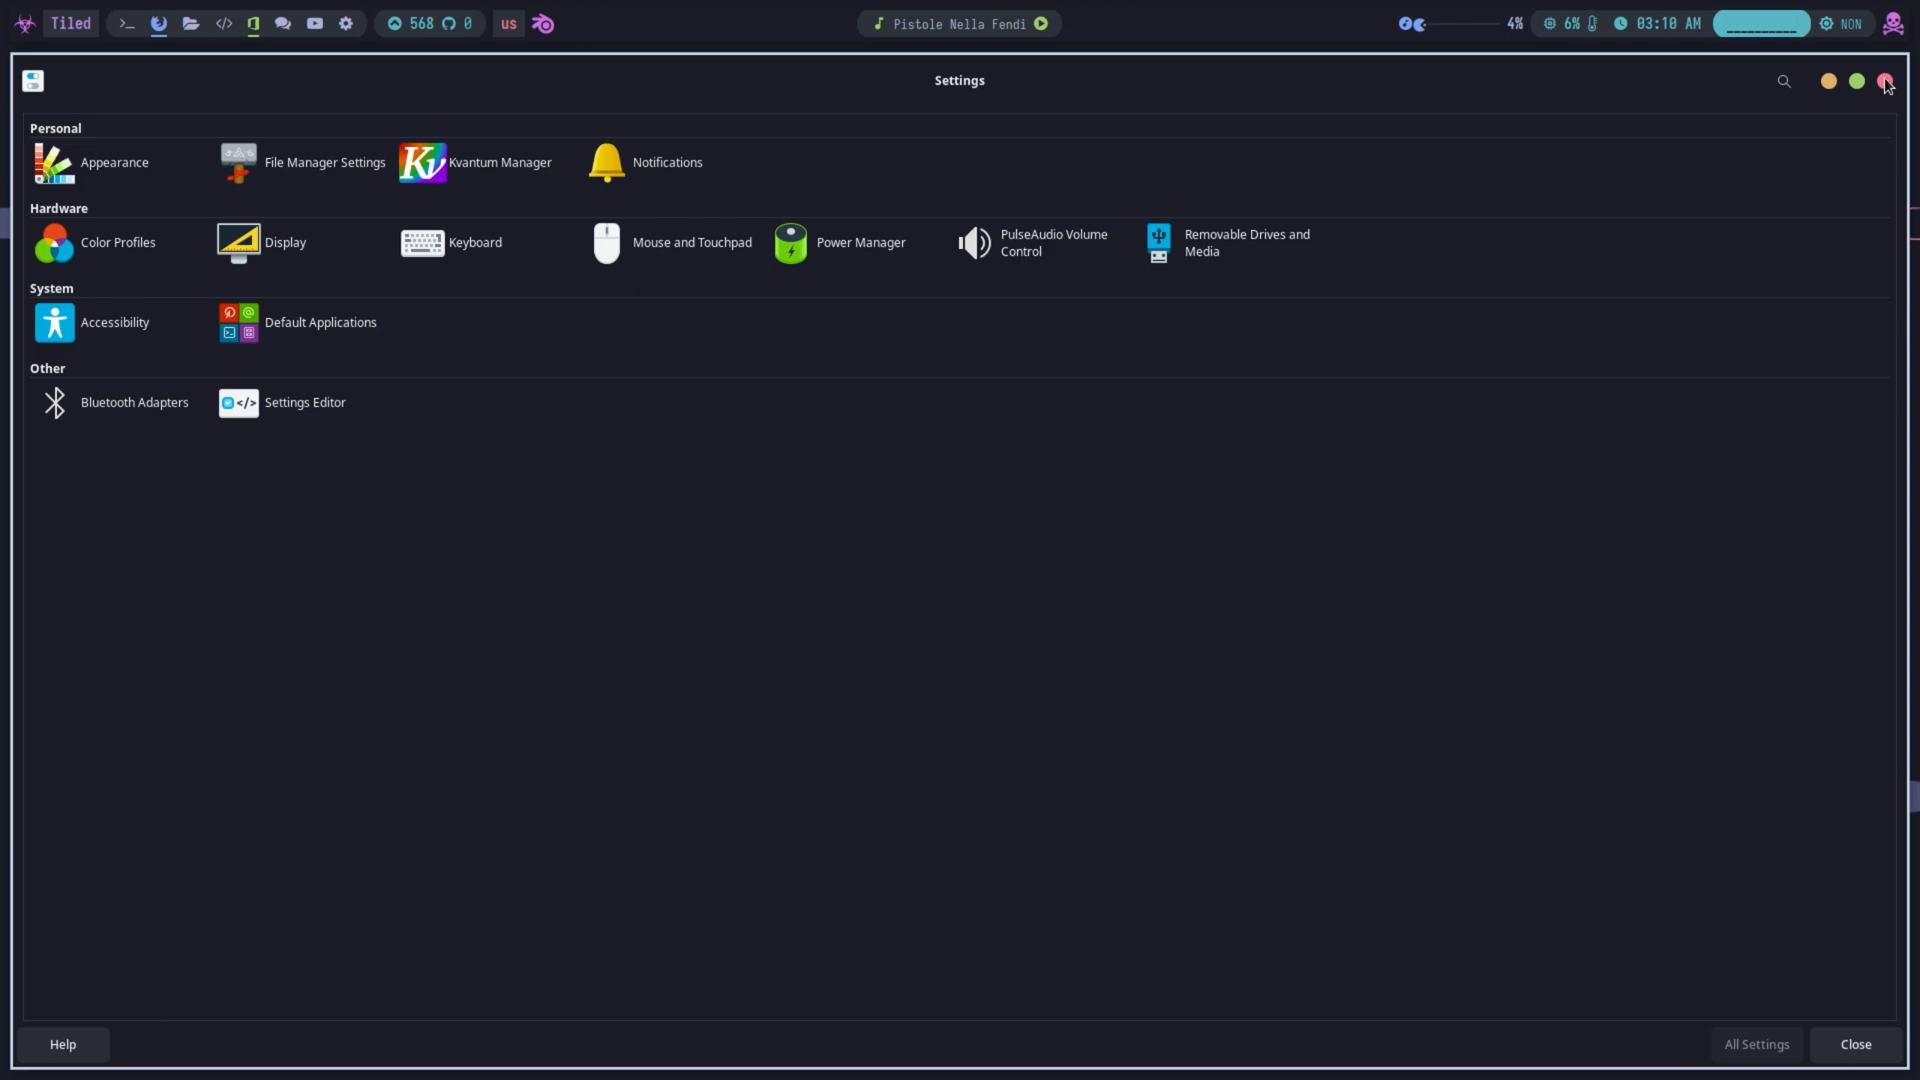 Tiled >_ </> 568 0 us Pistole Nella Fendi 4% 6% 03:10 AM NON
Settings
Personal
Appearance File Manager Settings Kvantum Manager Notifications
Hardware
Color Profiles Display Keyboard Mouse and Touchpad Power Manager PulseAudio Volume Control Removable Drives and Media
System
Accessibility Default Applications
Other
Bluetooth Adapters Settings Editor
Help All Settings Close